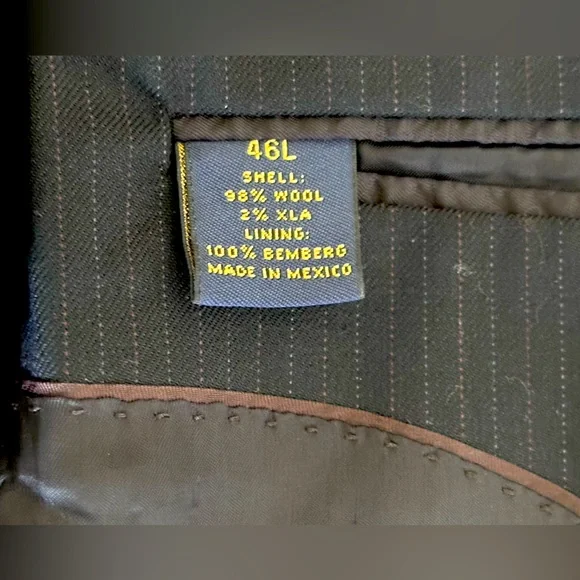 46L
SHELL:
98% WOOL
2% XLA
LINING:
100% BEMBERG
MADE IN MEXICO